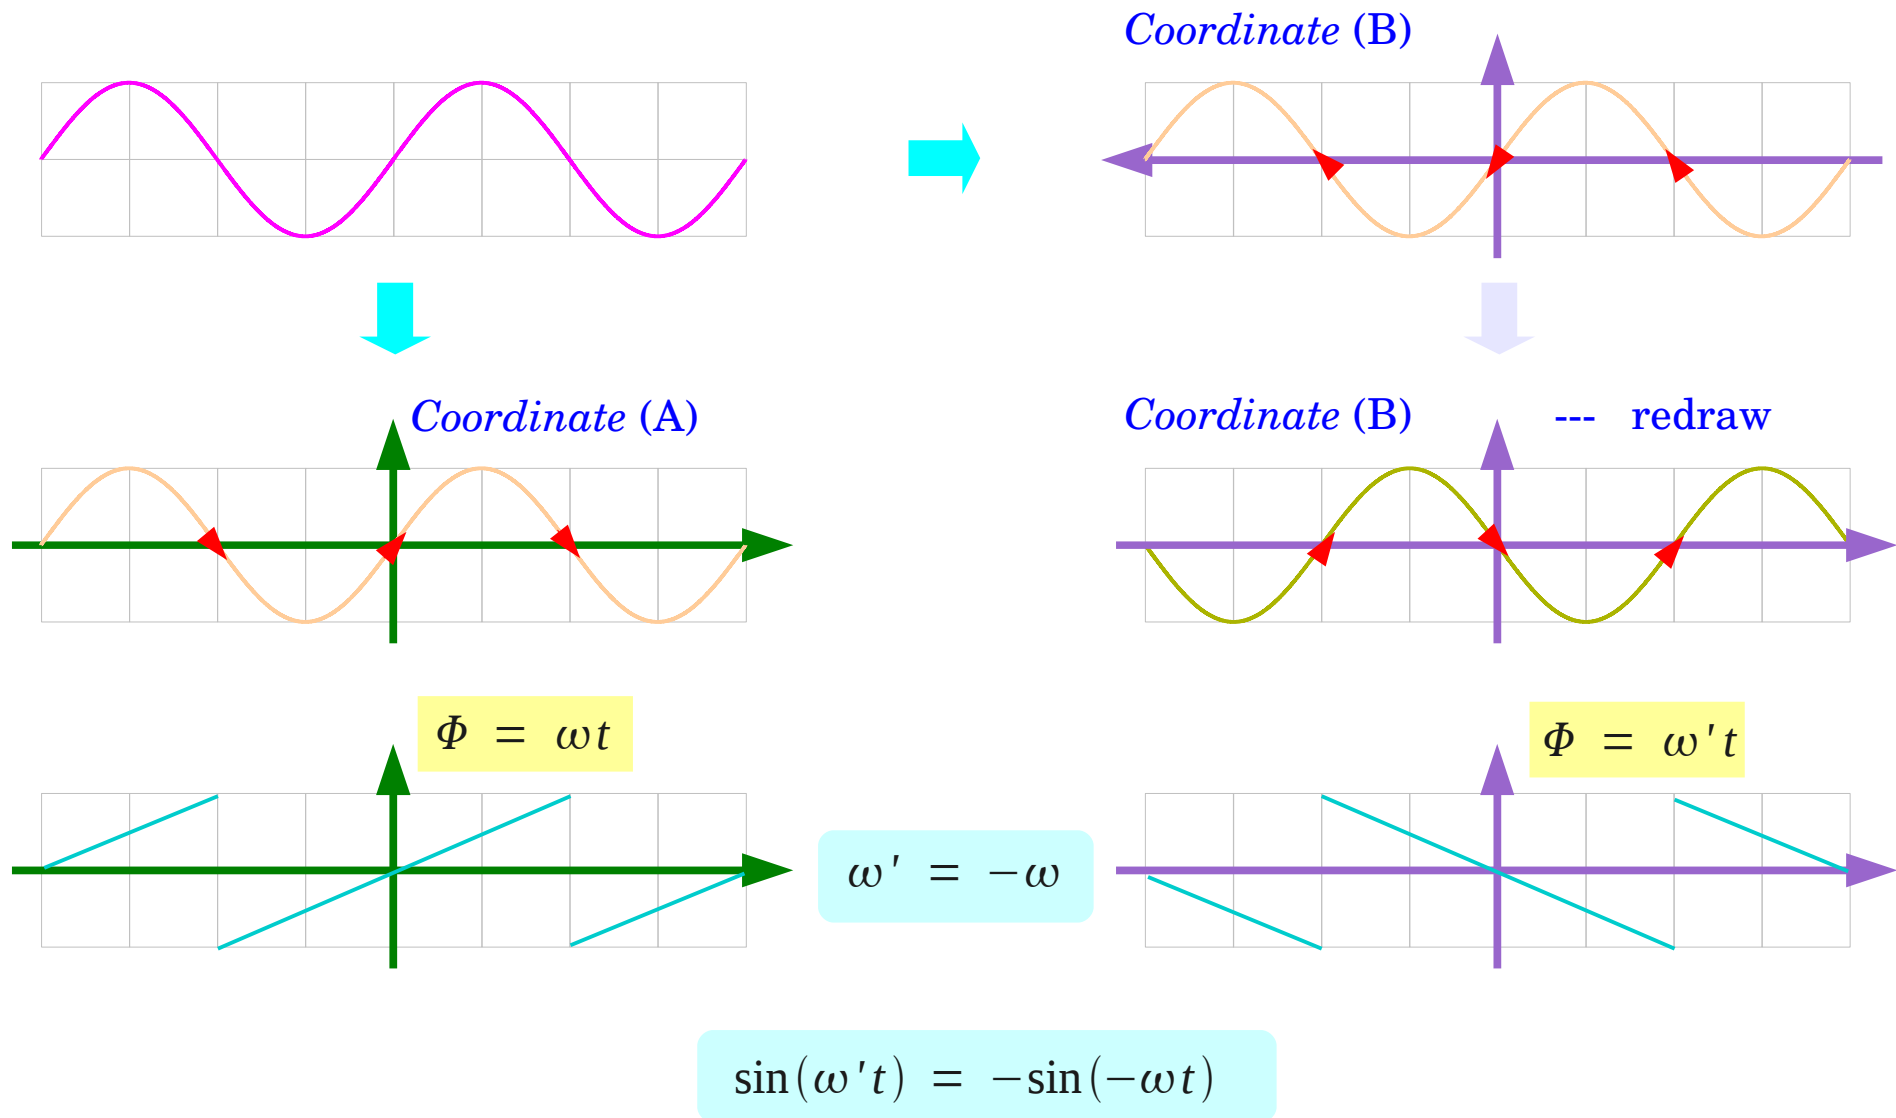 Coordinate (B)
Coordinate (A)
Coordinate (B) --- redraw
Φ = ωt
Φ = ω't
ω' = −ω
sin(ω't) = −sin(−ωt)